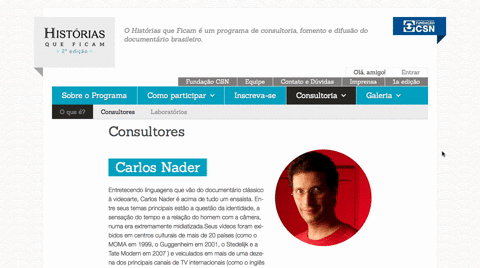 HISTÓRIAS
QUE FICAM
- 2ª edição -
O Histórias que Ficam é um programa de consultoria, fomento e difusão do
documentário brasileiro.
FUNDAÇÃO
CSN
Olá, amigo! Entrar
Fundação CSN Equipe Contato e Dúvidas Imprensa 1a edição
Sobre o Programa Como participar Inscreva-se Consultoria Galeria
O que é? Consultores Laboratórios
Consultores
Carlos Nader
Entretecendo linguagens que vão do documentário clássico
à videoarte, Carlos Nader é acima de tudo um ensaísta. En-
tre seus temas principais estão a questão da identidade, a
sensação do tempo e a relação do homem com a câmera,
numa era extremamente midiatizada.Seus vídeos foram exi-
bidos em centros culturais de mais de 20 países (como o
MOMA em 1999, o Guggenheim em 2001, o Stedelijk e a
Tate Modern em 2007 ) e veiculados em mais de uma deze-
na dos principais canais de TV internacionais (como o inglês